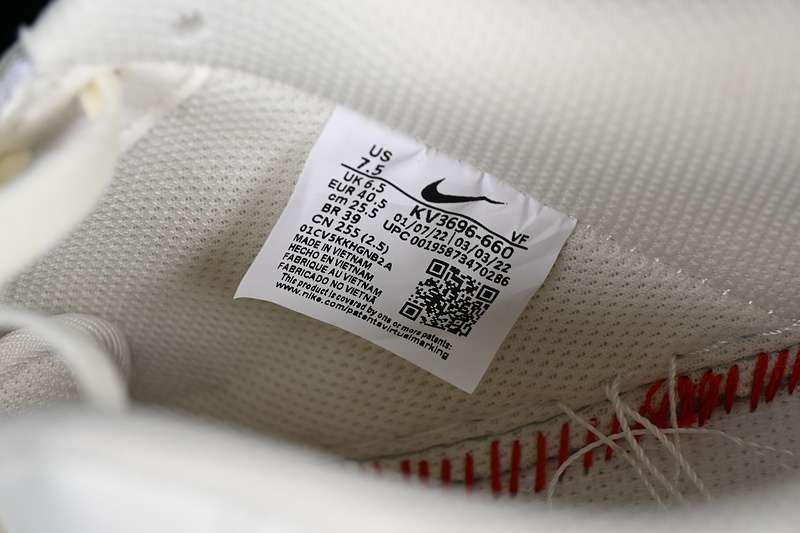 US
7.5
UK 6.5
EUR 40.5
cm 25.5
BR 39
CN 255 (2.5)
01CV5KKHGNB2A
MADE IN VIETNAM
HECHO EN VIETNAM
FABRIQUE AU VIETNAM
FABRICADO NO VIETNÃ
This product is covered by one or more patents:
www.nike.com/patentsvirtualmarking
KV3696-660
VF
01/07/22 | 03/03/22
UPC 00195873470286